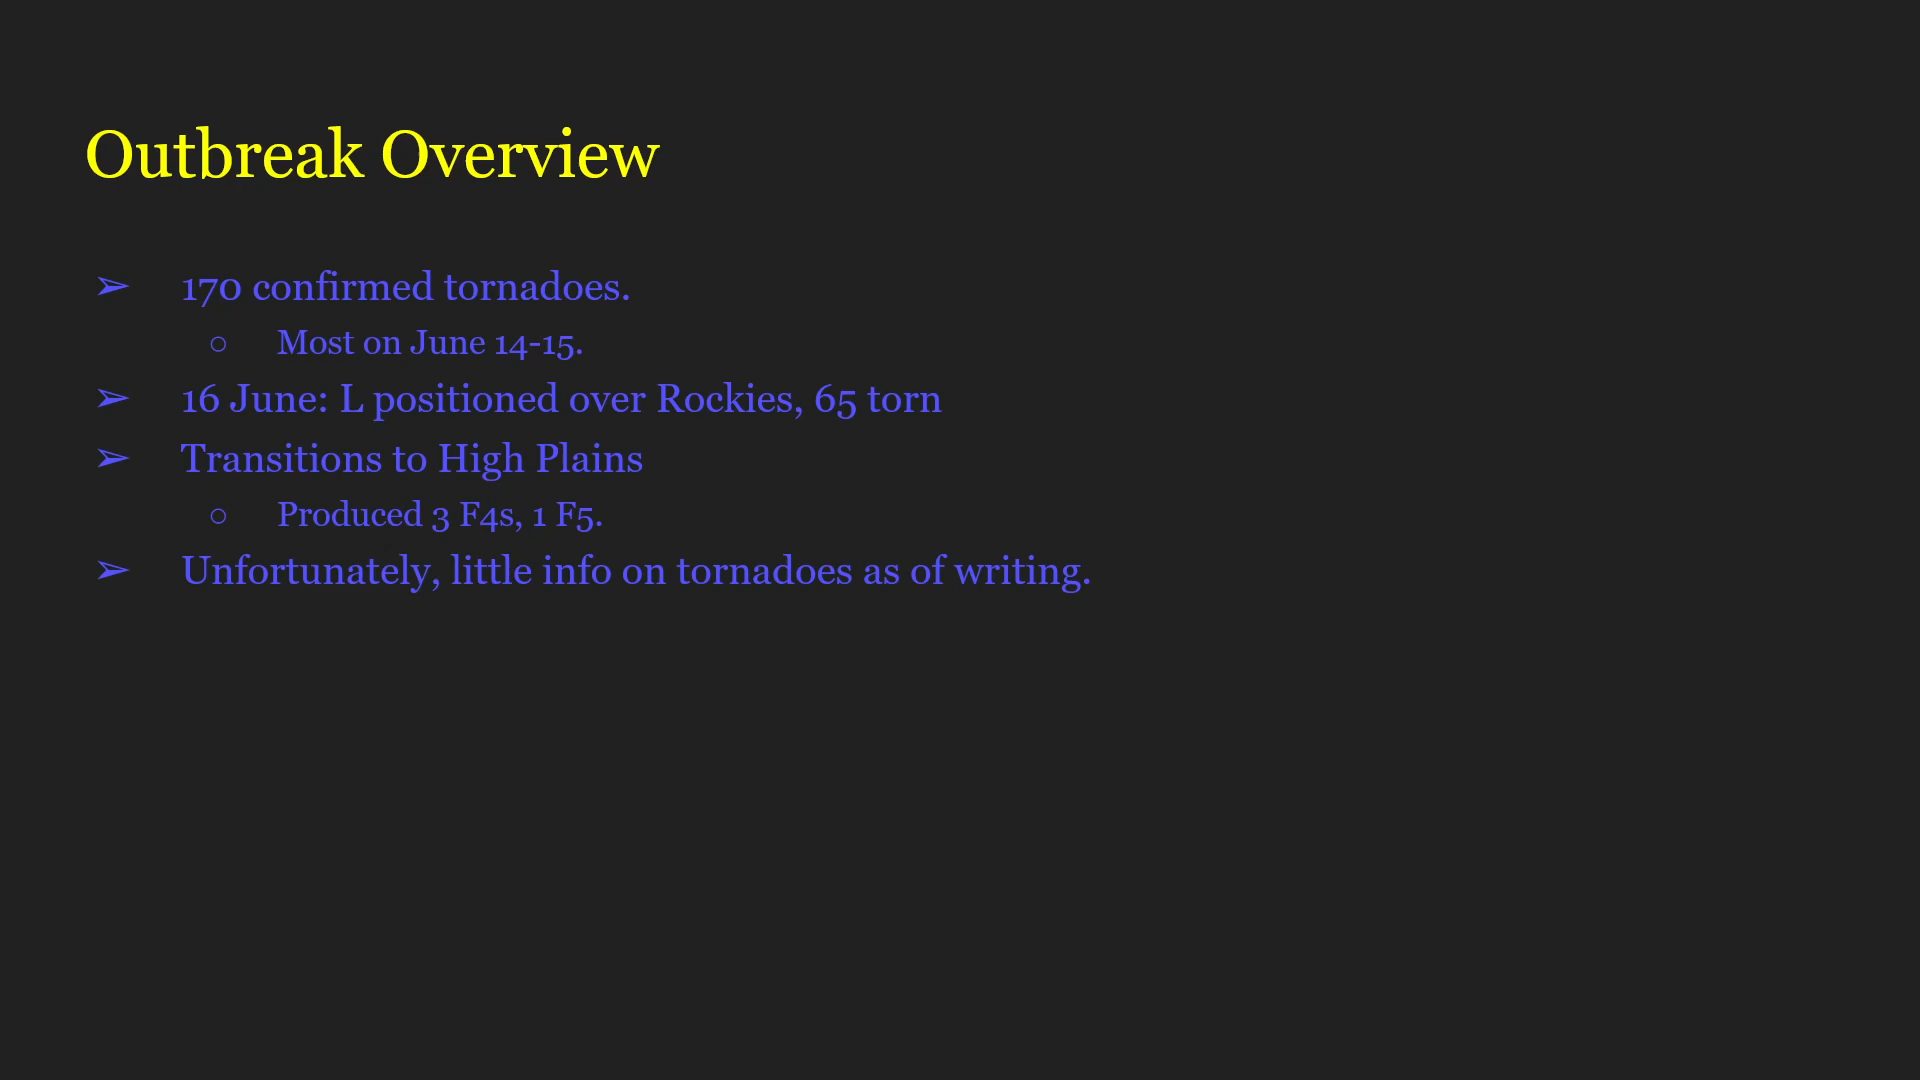 Outbreak Overview
➢ 170 confirmed tornadoes.
○ Most on June 14-15.
➢ 16 June: L positioned over Rockies, 65 torn
➢ Transitions to High Plains
○ Produced 3 F4s, 1 F5.
➢ Unfortunately, little info on tornadoes as of writing.